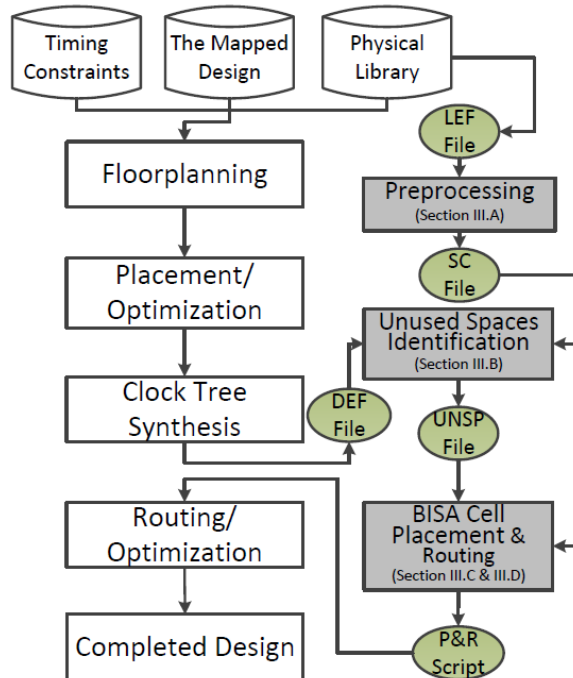 Timing
Constraints
The Mapped
Design
Physical
Library
LEF
File
Floorplanning
Preprocessing
(Section III.A)
SC
File
Placement/
Optimization
Unused Spaces
Identification
(Section III.B)
Clock Tree
Synthesis
DEF
File
UNSP
File
Routing/
Optimization
BISA Cell
Placement &
Routing
(Section III.C & III.D)
Completed Design
P&R
Script